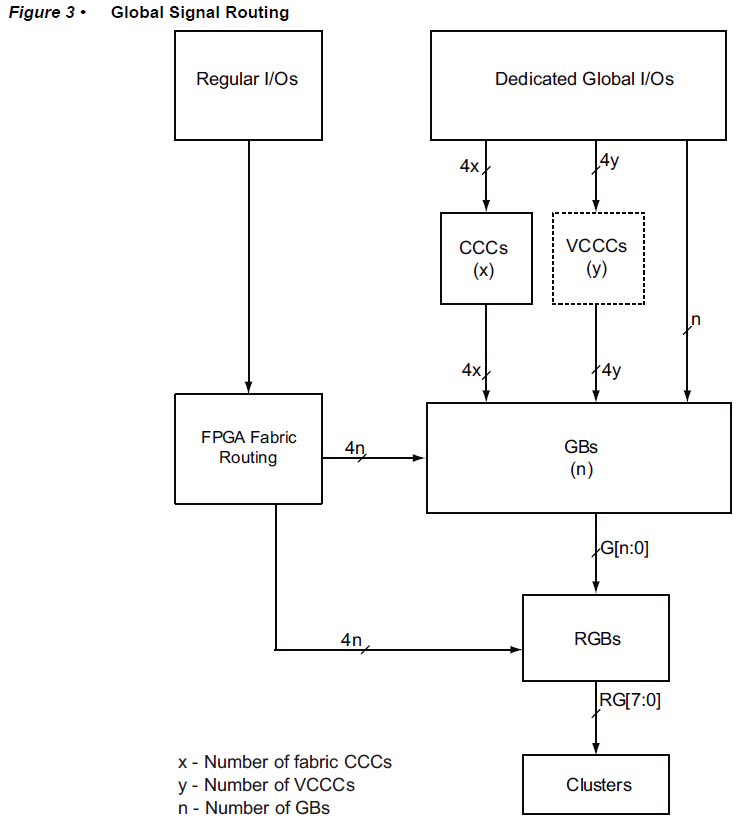 Figure 3 • Global Signal Routing
Regular I/Os
Dedicated Global I/Os
4x
4y
CCCs
(x)
VCCCs
(y)
n
4x
4y
FPGA Fabric
Routing
4n
GBs
(n)
G[n:0]
4n
RGBs
RG[7:0]
Clusters
x - Number of fabric CCCs
y - Number of VCCCs
n - Number of GBs